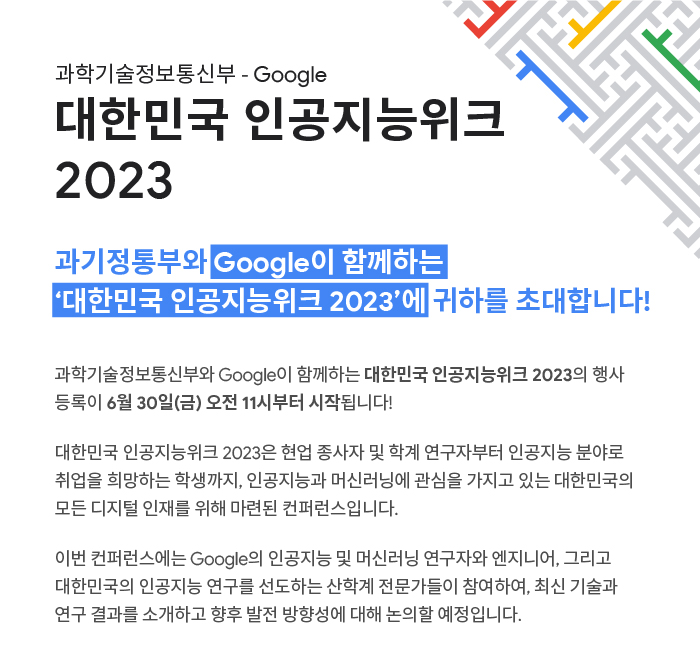 과학기술정보통신부 - Google
대한민국 인공지능위크
2023
과기정통부와 Google이 함께하는
‘대한민국 인공지능위크 2023’에 귀하를 초대합니다!
과학기술정보통신부와 Google이 함께하는 대한민국 인공지능위크 2023의 행사
등록이 6월 30일(금) 오전 11시부터 시작됩니다!
대한민국 인공지능위크 2023은 현업 종사자 및 학계 연구자부터 인공지능 분야로
취업을 희망하는 학생까지, 인공지능과 머신러닝에 관심을 가지고 있는 대한민국의
모든 디지털 인재를 위해 마련된 컨퍼런스입니다.
이번 컨퍼런스에는 Google의 인공지능 및 머신러닝 연구자와 엔지니어, 그리고
대한민국의 인공지능 연구를 선도하는 산학계 전문가들이 참여하여, 최신 기술과
연구 결과를 소개하고 향후 발전 방향성에 대해 논의할 예정입니다.